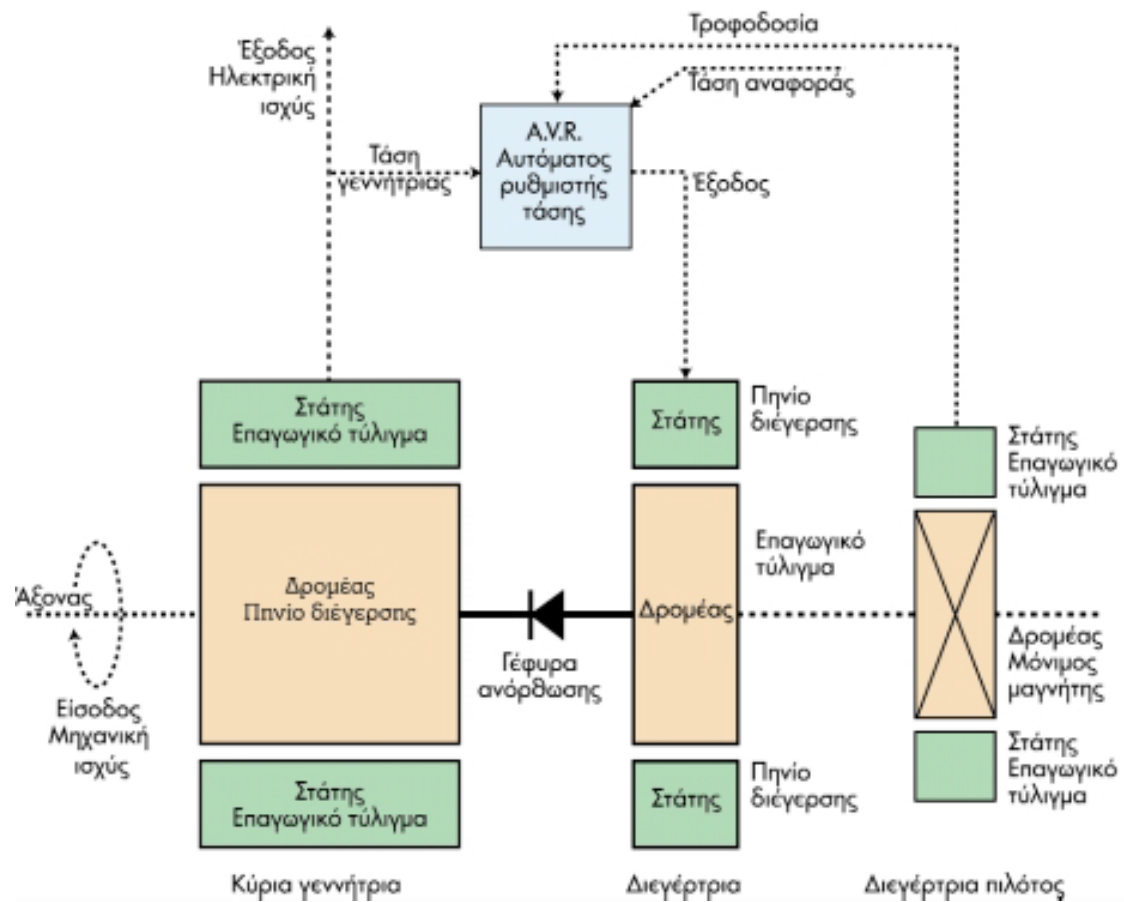 Τροφοδοσία
Έξοδος
Ηλεκτρική
ισχύς
Τάση αναφοράς
Α.V.R.
Αυτόματος
ρυθμιστής
τάσης
Τάση
γεννήτριας
Έξοδος
Στάτης
Επαγωγικό τύλιγμα
Στάτης
Πηνίο
διέγερσης
Στάτης
Επαγωγικό
τύλιγμα
Άξονας
Δρομέας
Πηνίο διέγερσης
Γέφυρα
ανόρθωσης
Δρομέας
Επαγωγικό
τύλιγμα
Δρομέας
Μόνιμος
μαγνήτης
Είσοδος
Μηχανική
ισχύς
Στάτης
Επαγωγικό τύλιγμα
Στάτης
Πηνίο
διέγερσης
Στάτης
Επαγωγικό
τύλιγμα
Κύρια γεννήτρια
Διεγέρτρια
Διεγέρτρια πιλότος